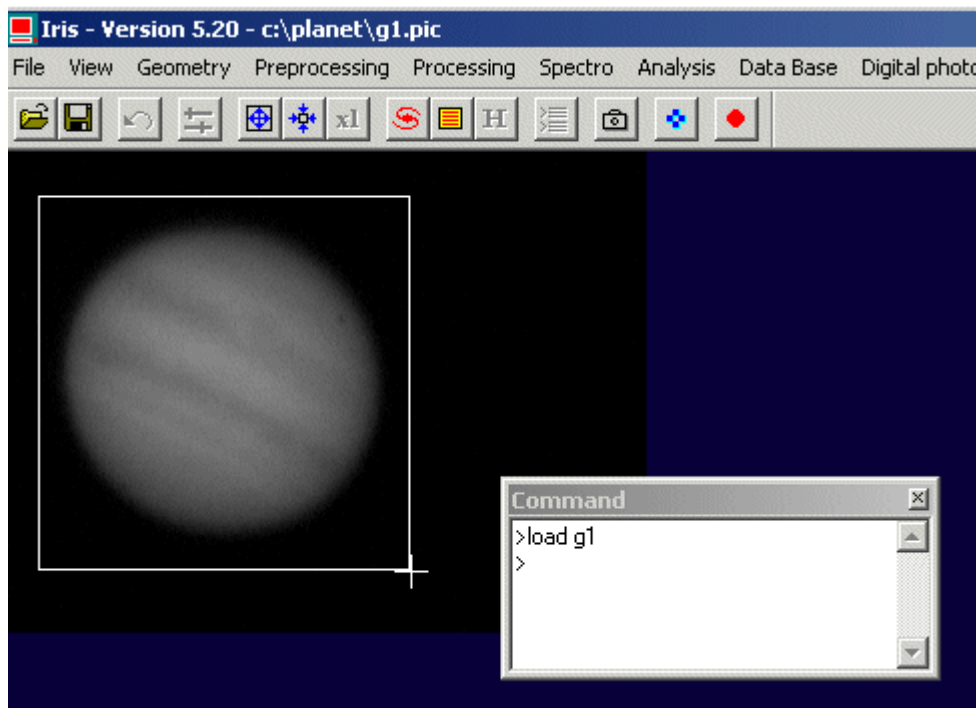 Iris - Version 5.20 - c:\planet\g1.pic
File View Geometry Preprocessing Processing Spectro Analysis Data Base Digital photo
x1 H
Command
>load g1
>